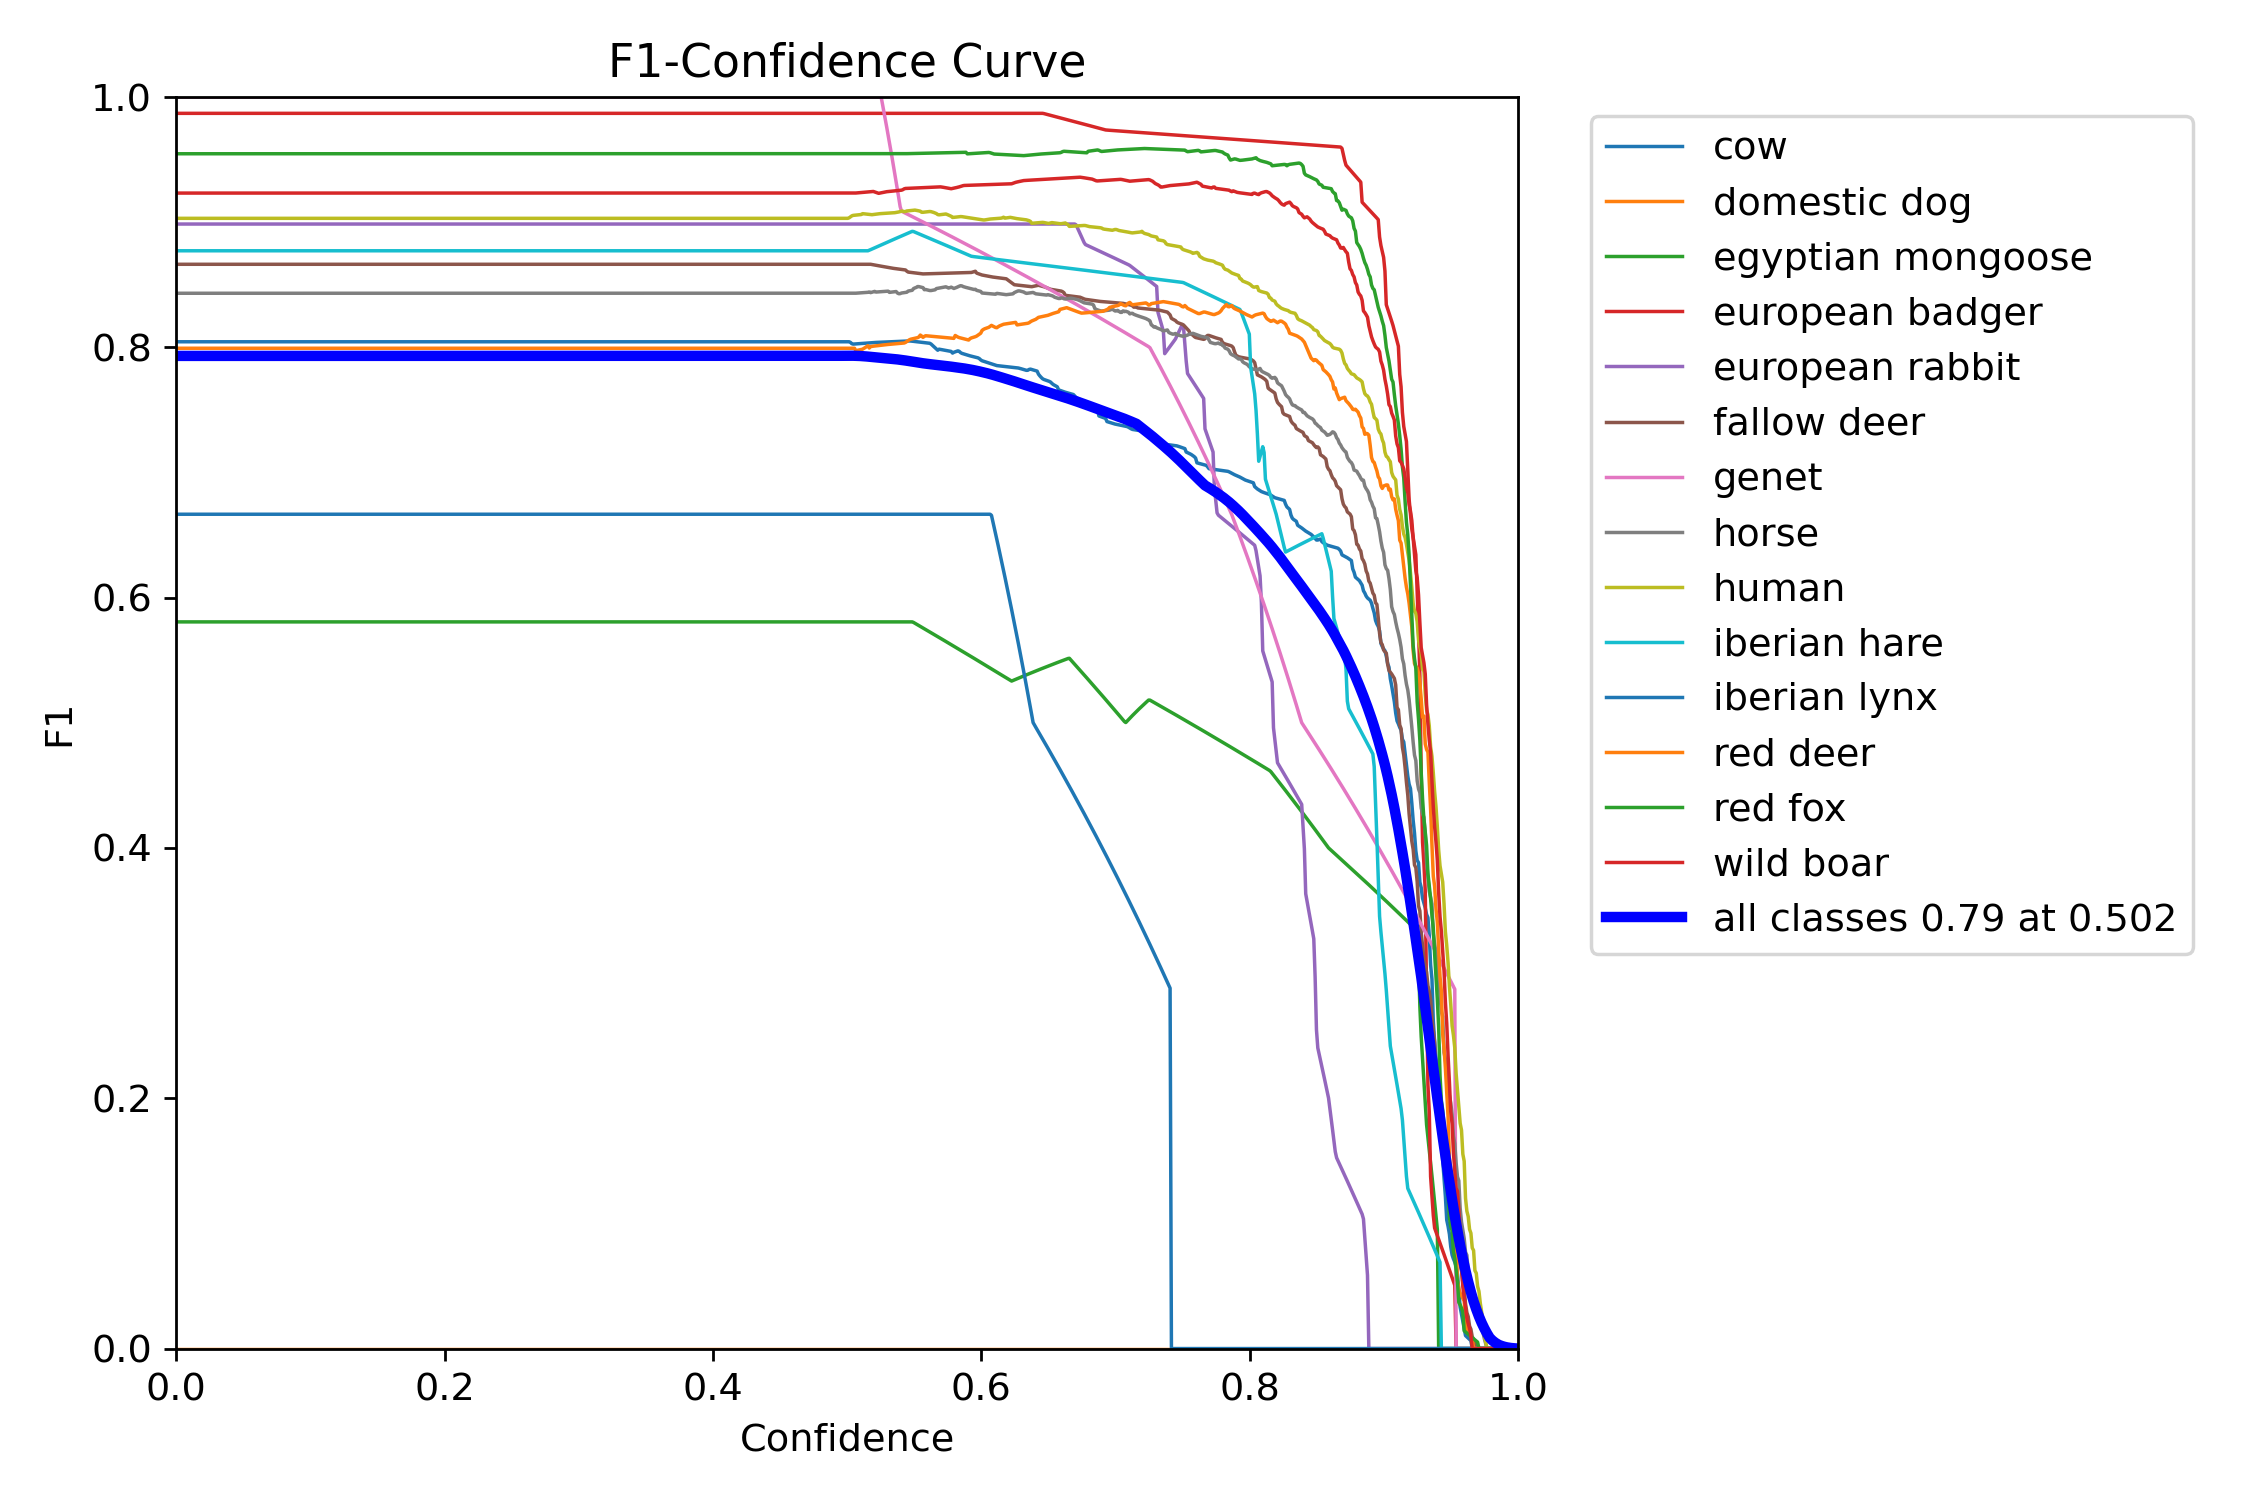 F1-Confidence Curve
1.0
0.8
0.6
0.4
0.2
0.0
F1
0.0 0.2 0.4 0.6 0.8 1.0
Confidence
cow
domestic dog
egyptian mongoose
european badger
european rabbit
fallow deer
genet
horse
human
iberian hare
iberian lynx
red deer
red fox
wild boar
all classes 0.79 at 0.502